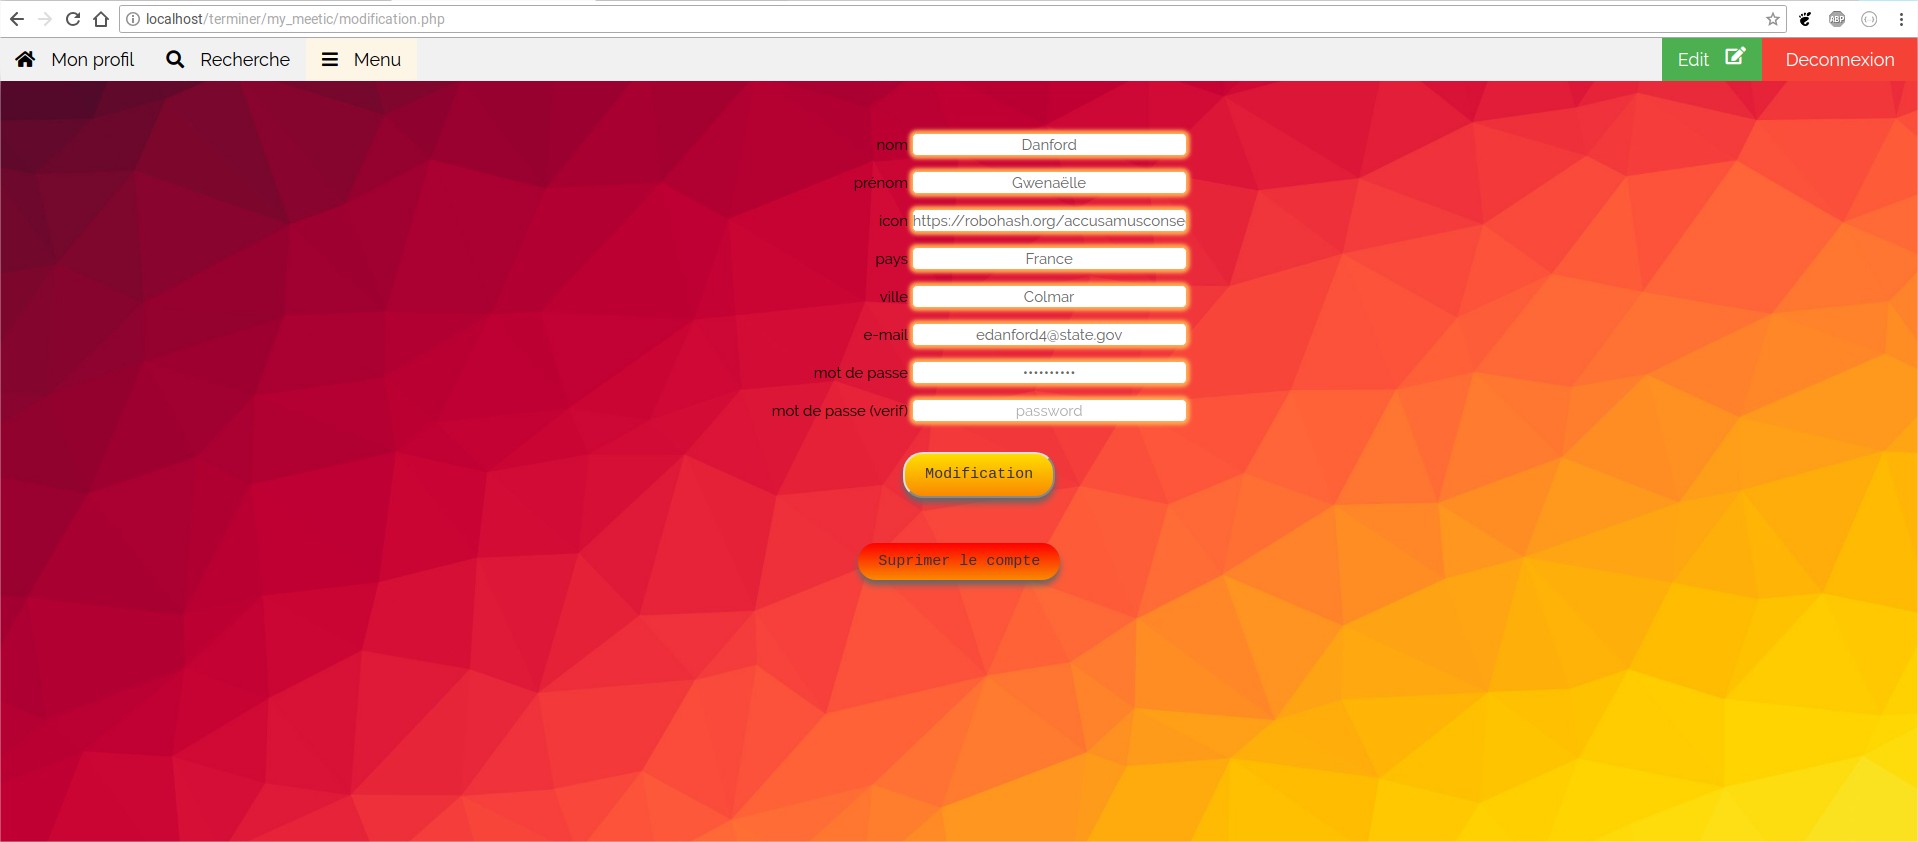 localhost/terminer/my_meetic/modification.php
ABP
Mon profil Recherche Menu Edit Deconnexion
nom Danford
prénom Gwenaëlle
icon https://robohash.org/accusamusconse
pays France
ville Colmar
e-mail edanford4@state.gov
mot de passe ••••••••••
mot de passe (verif) password
Modification
Suprimer le compte